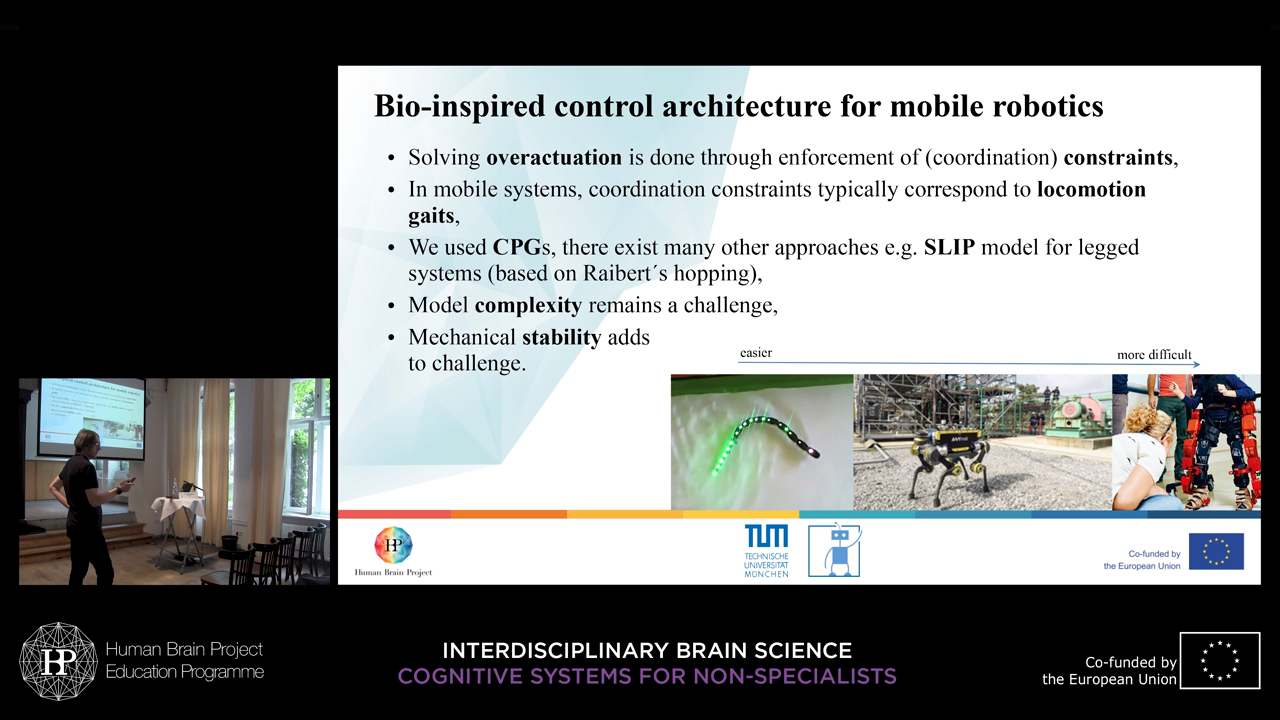 Bio-inspired control architecture for mobile robotics
• Solving overactuation is done through enforcement of (coordination) constraints,
• In mobile systems, coordination constraints typically correspond to locomotion
gaits,
• We used CPGs, there exist many other approaches e.g. SLIP model for legged
systems (based on Raibert´s hopping),
• Model complexity remains a challenge,
• Mechanical stability adds
to challenge.
easier
more difficult
HP
Human Brain Project
TUM
TECHNISCHE
UNIVERSITÄT
MÜNCHEN
Co-funded by
the European Union
HP
Human Brain Project
Education Programme
INTERDISCIPLINARY BRAIN SCIENCE
COGNITIVE SYSTEMS FOR NON-SPECIALISTS
Co-funded by
the European Union